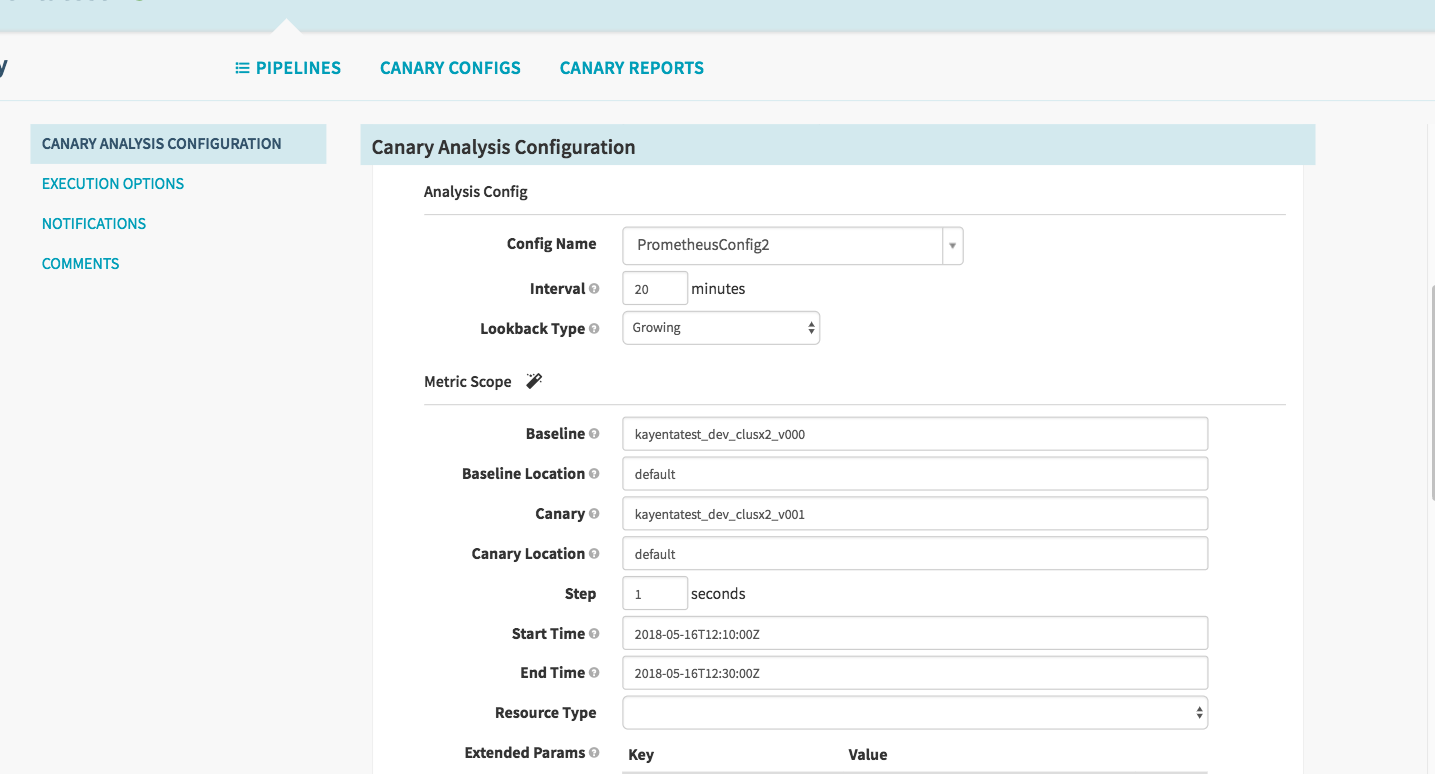 PIPELINES CANARY CONFIGS CANARY REPORTS
CANARY ANALYSIS CONFIGURATION
EXECUTION OPTIONS
NOTIFICATIONS
COMMENTS
Canary Analysis Configuration
Analysis Config
Config Name PrometheusConfig2
Interval 20 minutes
Lookback Type Growing
Metric Scope
Baseline kayentatest_dev_clusx2_v000
Baseline Location default
Canary kayentatest_dev_clusx2_v001
Canary Location default
Step 1 seconds
Start Time 2018-05-16T12:10:00Z
End Time 2018-05-16T12:30:00Z
Resource Type
Extended Params Key Value